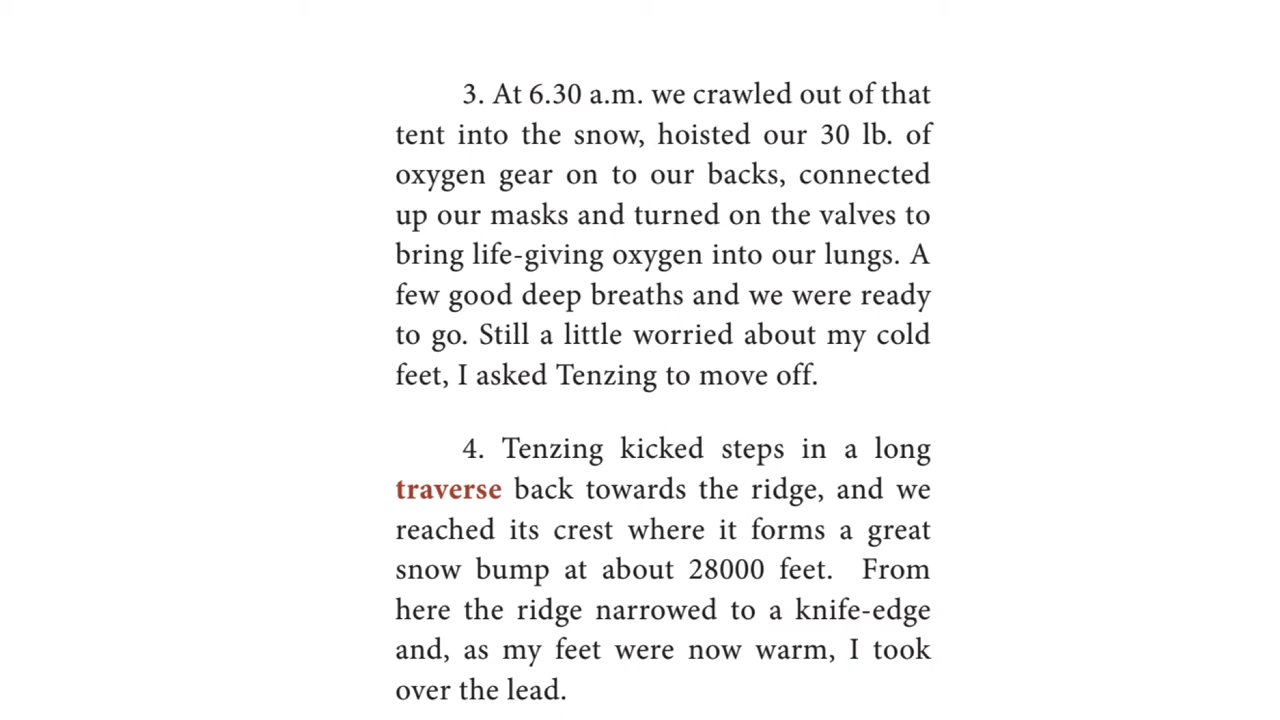 3. At 6.30 a.m. we crawled out of that
tent into the snow, hoisted our 30 lb. of
oxygen gear on to our backs, connected
up our masks and turned on the valves to
bring life-giving oxygen into our lungs. A
few good deep breaths and we were ready
to go. Still a little worried about my cold
feet, I asked Tenzing to move off.
4. Tenzing kicked steps in a long
traverse back towards the ridge, and we
reached its crest where it forms a great
snow bump at about 28000 feet. From
here the ridge narrowed to a knife-edge
and, as my feet were now warm, I took
over the lead.